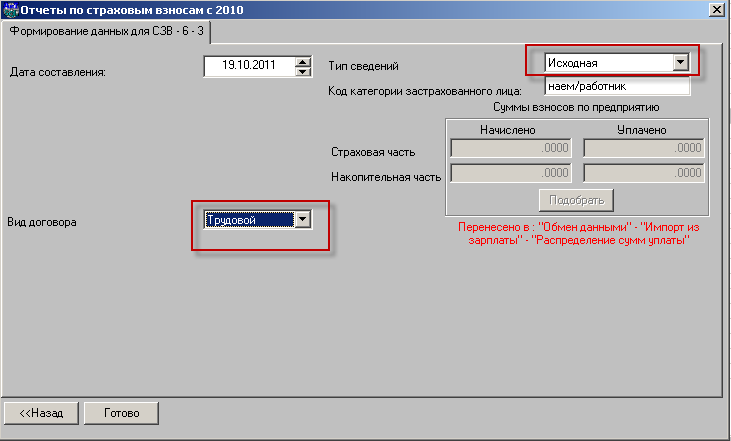 Отчеты по страховым взносам с 2010
Формирование данных для СЗВ - 6 - 3
Дата составления:
19.10.2011
Тип сведений
Исходная
Код категории застрахованного лица:
наем/работник
Суммы взносов по предприятию
Начислено
Уплачено
Страховая часть
.0000
.0000
Накопительная часть
.0000
.0000
Подобрать
Вид договора
Трудовой
Перенесено в : "Обмен данными" - "Импорт из
зарплаты" - "Распределение сумм уплаты"
<<Назад
Готово